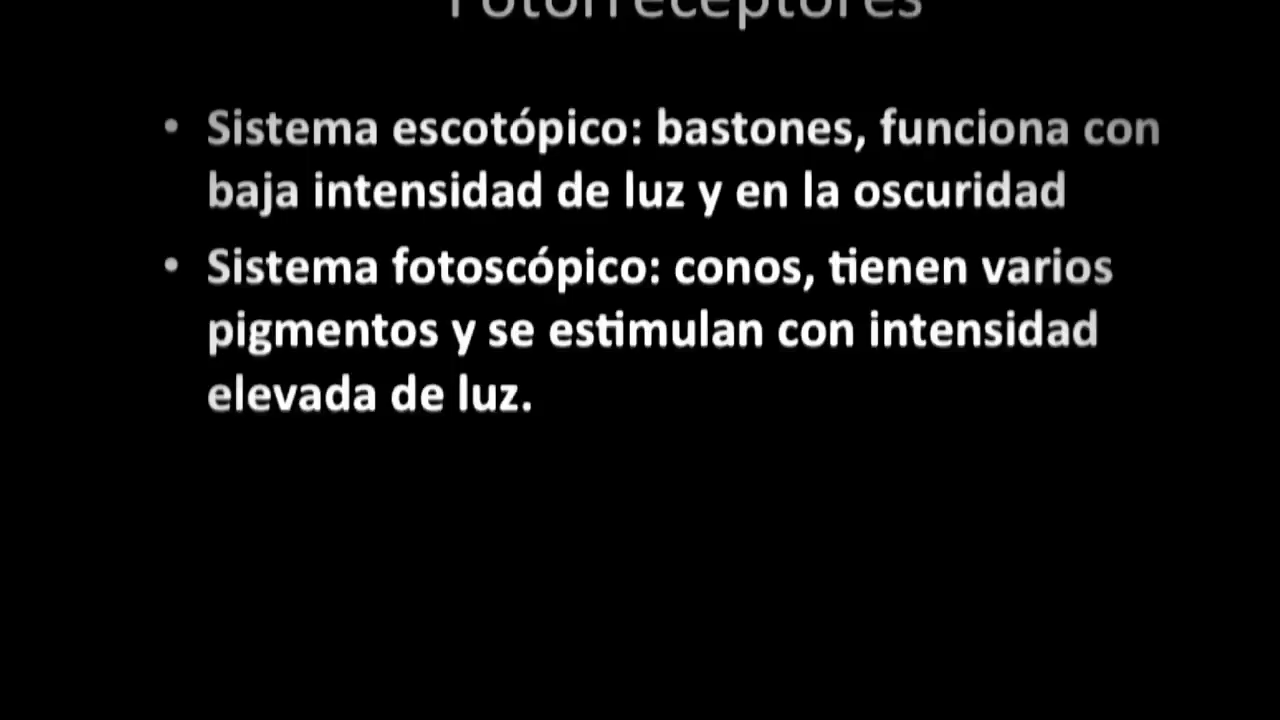 Fotorreceptores
• Sistema escotópico: bastones, funciona con
baja intensidad de luz y en la oscuridad
• Sistema fotoscópico: conos, tienen varios
pigmentos y se estimulan con intensidad
elevada de luz.